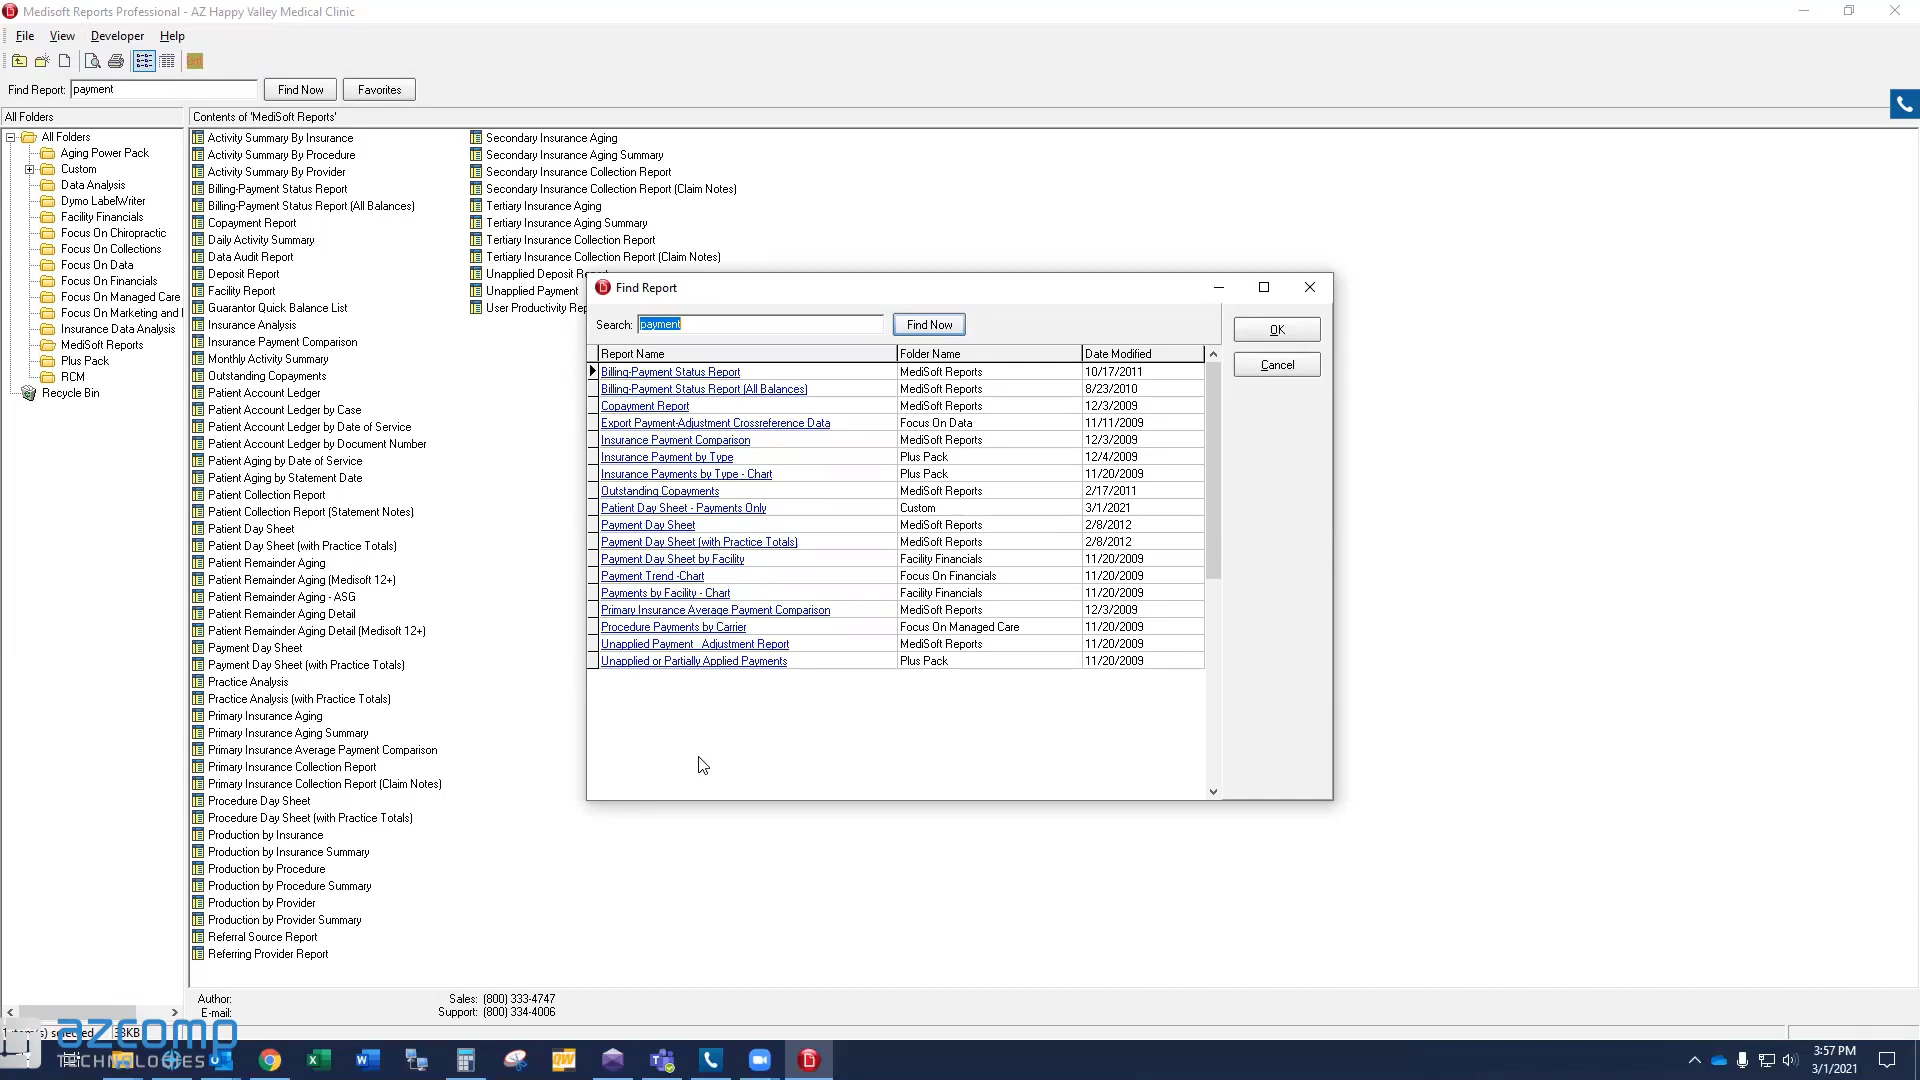 Medisoft Reports Professional - AZ Happy Valley Medical Clinic
File View Developer Help
Find Report: payment Find Now Favorites
All Folders
All Folders
Aging Power Pack
Custom
Data Analysis
Dymo LabelWriter
Facility Financials
Focus On Chiropractic
Focus On Collections
Focus On Data
Focus On Financials
Focus On Managed Care
Focus On Marketing and
Insurance Data Analysis
MediSoft Reports
Plus Pack
RCM
Recycle Bin
Contents of 'MediSoft Reports'
Activity Summary By Insurance
Activity Summary By Procedure
Activity Summary By Provider
Billing-Payment Status Report
Billing-Payment Status Report (All Balances)
Copayment Report
Daily Activity Summary
Data Audit Report
Deposit Report
Facility Report
Guarantor Quick Balance List
Insurance Analysis
Insurance Payment Comparison
Monthly Activity Summary
Outstanding Copayments
Patient Account Ledger
Patient Account Ledger by Case
Patient Account Ledger by Date of Service
Patient Account Ledger by Document Number
Patient Aging by Date of Service
Patient Aging by Statement Date
Patient Collection Report
Patient Collection Report (Statement Notes)
Patient Day Sheet
Patient Day Sheet (with Practice Totals)
Patient Remainder Aging
Patient Remainder Aging (Medisoft 12+)
Patient Remainder Aging - ASG
Patient Remainder Aging Detail
Patient Remainder Aging Detail (Medisoft 12+)
Payment Day Sheet
Payment Day Sheet (with Practice Totals)
Practice Analysis
Practice Analysis (with Practice Totals)
Primary Insurance Aging
Primary Insurance Aging Summary
Primary Insurance Average Payment Comparison
Primary Insurance Collection Report
Primary Insurance Collection Report (Claim Notes)
Procedure Day Sheet
Procedure Day Sheet (with Practice Totals)
Production by Insurance
Production by Insurance Summary
Production by Procedure
Production by Procedure Summary
Production by Provider
Production by Provider Summary
Referral Source Report
Referring Provider Report
Secondary Insurance Aging
Secondary Insurance Aging Summary
Secondary Insurance Collection Report
Secondary Insurance Collection Report (Claim Notes)
Tertiary Insurance Aging
Tertiary Insurance Aging Summary
Tertiary Insurance Collection Report
Tertiary Insurance Collection Report (Claim Notes)
Unapplied Deposit Report
Unapplied Payment
User Productivity Rep
Find Report
Search: payment Find Now
OK
Cancel
Report Name Folder Name Date Modified
Billing-Payment Status Report MediSoft Reports 10/17/2011
Billing-Payment Status Report (All Balances) MediSoft Reports 8/23/2010
Copayment Report MediSoft Reports 12/3/2009
Export Payment-Adjustment Crossreference Data Focus On Data 11/11/2009
Insurance Payment Comparison MediSoft Reports 12/3/2009
Insurance Payment by Type Plus Pack 12/4/2009
Insurance Payments by Type - Chart Plus Pack 11/20/2009
Outstanding Copayments MediSoft Reports 2/17/2011
Patient Day Sheet - Payments Only Custom 3/1/2021
Payment Day Sheet MediSoft Reports 2/8/2012
Payment Day Sheet (with Practice Totals) MediSoft Reports 2/8/2012
Payment Day Sheet by Facility Facility Financials 11/20/2009
Payment Trend -Chart Focus On Financials 11/20/2009
Payments by Facility - Chart Facility Financials 11/20/2009
Primary Insurance Average Payment Comparison MediSoft Reports 12/3/2009
Procedure Payments by Carrier Focus On Managed Care 11/20/2009
Unapplied Payment _Adjustment Report MediSoft Reports 11/20/2009
Unapplied or Partially Applied Payments Plus Pack 11/20/2009
Author: Sales: (800) 333-4747
E-mail: Support: (800) 334-4006
selected 38KB
azcomp
TECHNOLOGIES
QW
3:57 PM
3/1/2021